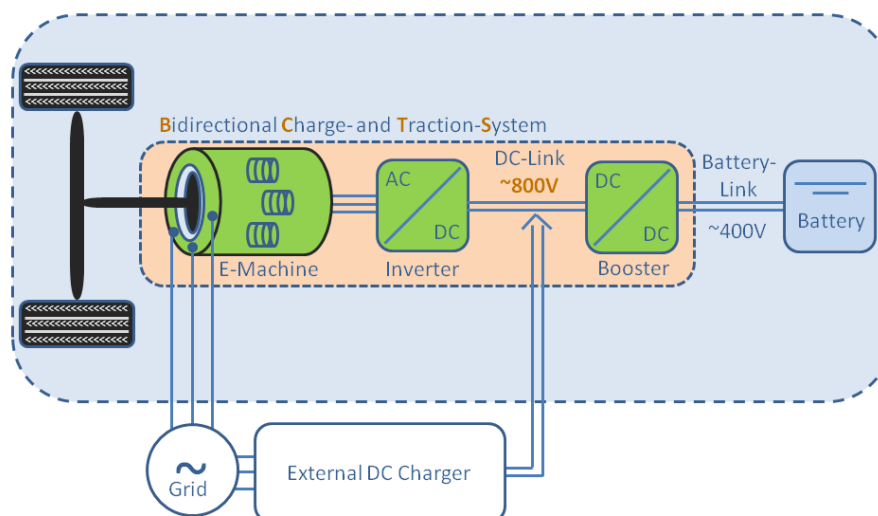 Bidirectional Charge- and Traction-System
DC-Link
~800V
Battery-
Link
~400V
AC
DC
DC
DC
Battery
E-Machine
Inverter
Booster
~
Grid
External DC Charger